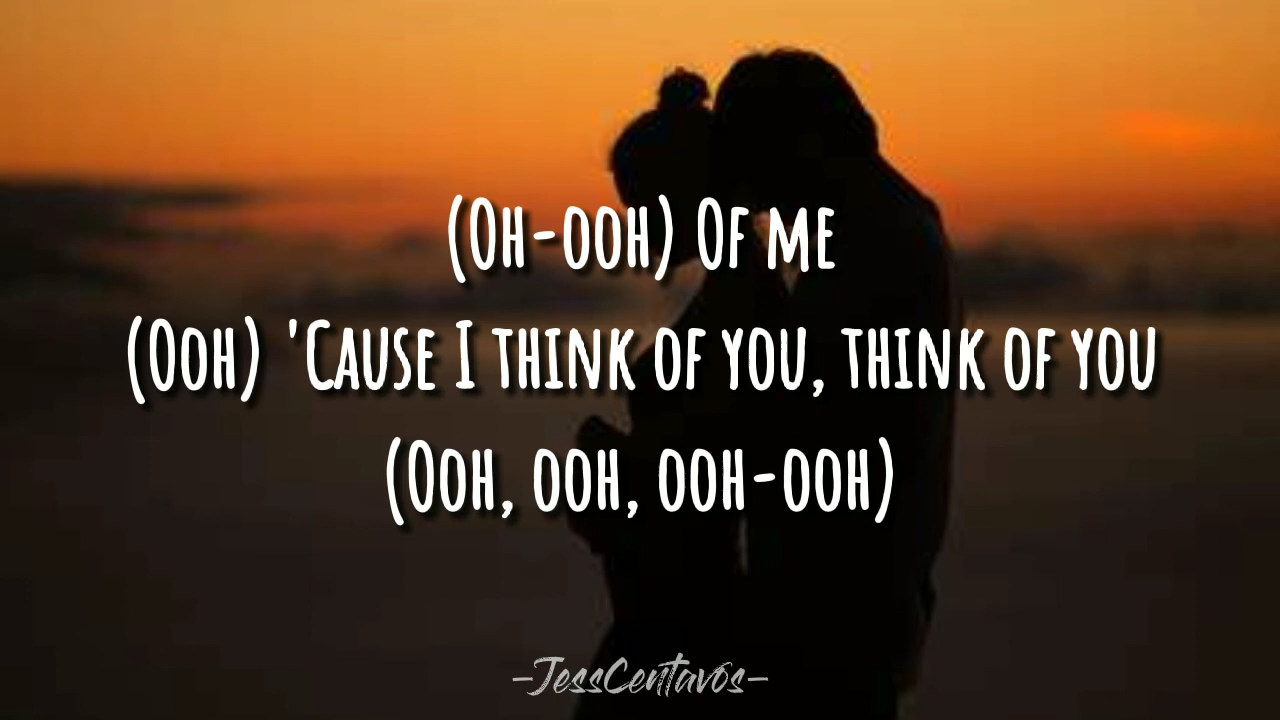 (Oh-ooh) Of me
(Ooh) 'Cause I think of you, think of you
(Ooh, ooh, ooh-ooh)
-JessCentavos-